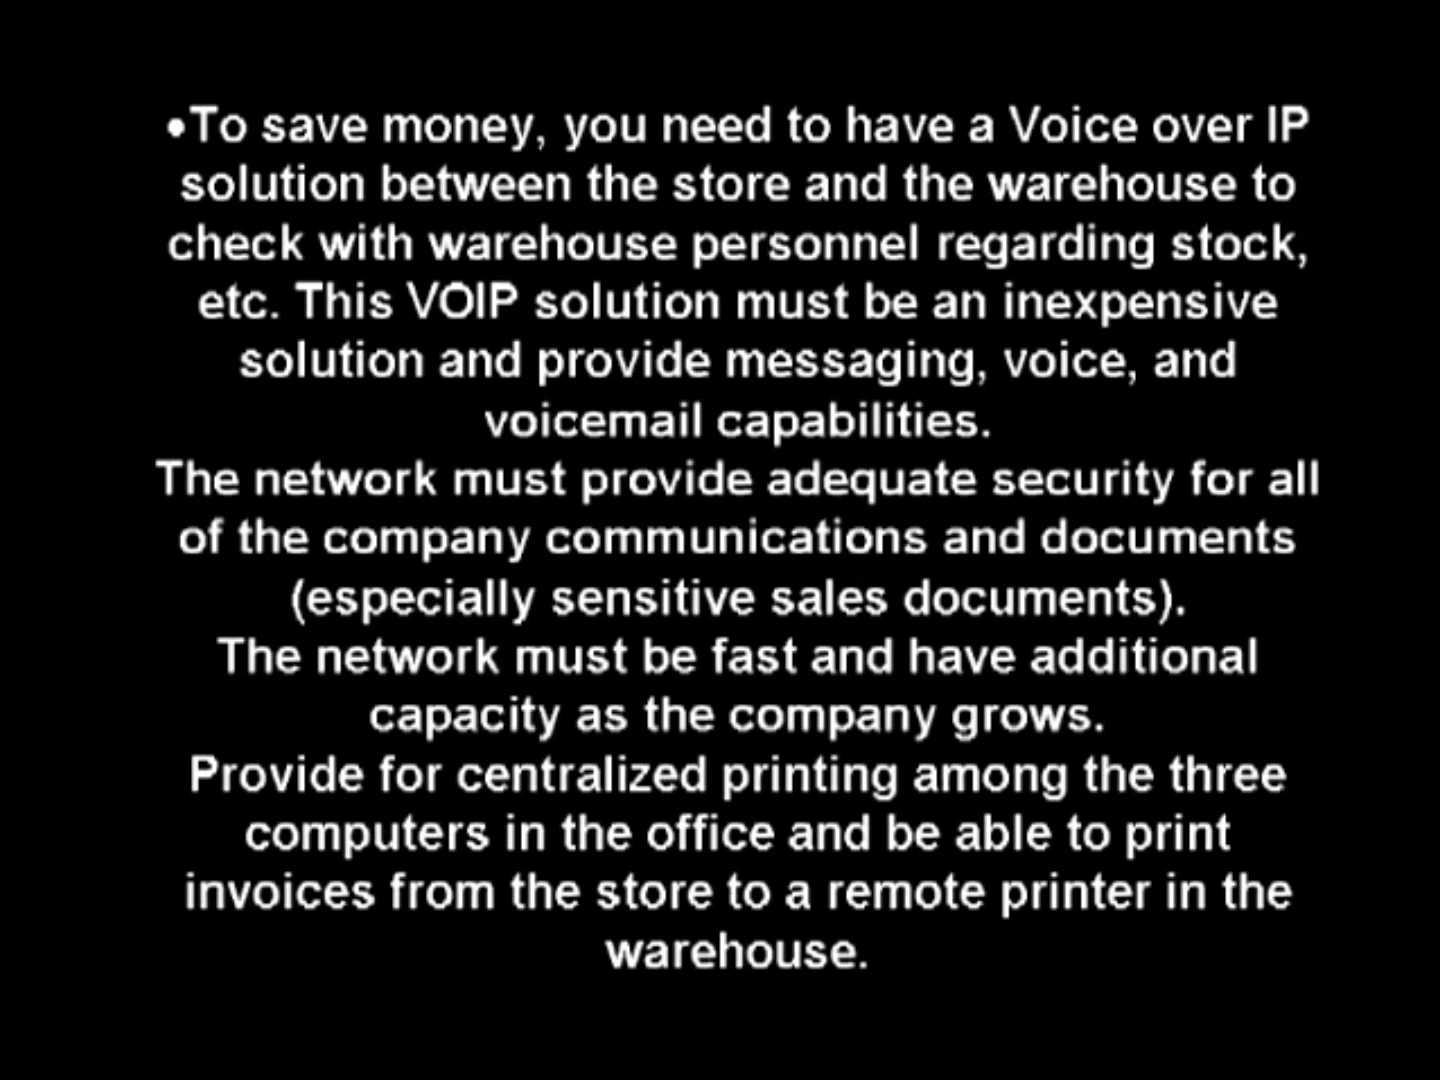 •To save money, you need to have a Voice over IP
solution between the store and the warehouse to
check with warehouse personnel regarding stock,
etc. This VOIP solution must be an inexpensive
solution and provide messaging, voice, and
voicemail capabilities.
The network must provide adequate security for all
of the company communications and documents
(especially sensitive sales documents).
The network must be fast and have additional
capacity as the company grows.
Provide for centralized printing among the three
computers in the office and be able to print
invoices from the store to a remote printer in the
warehouse.